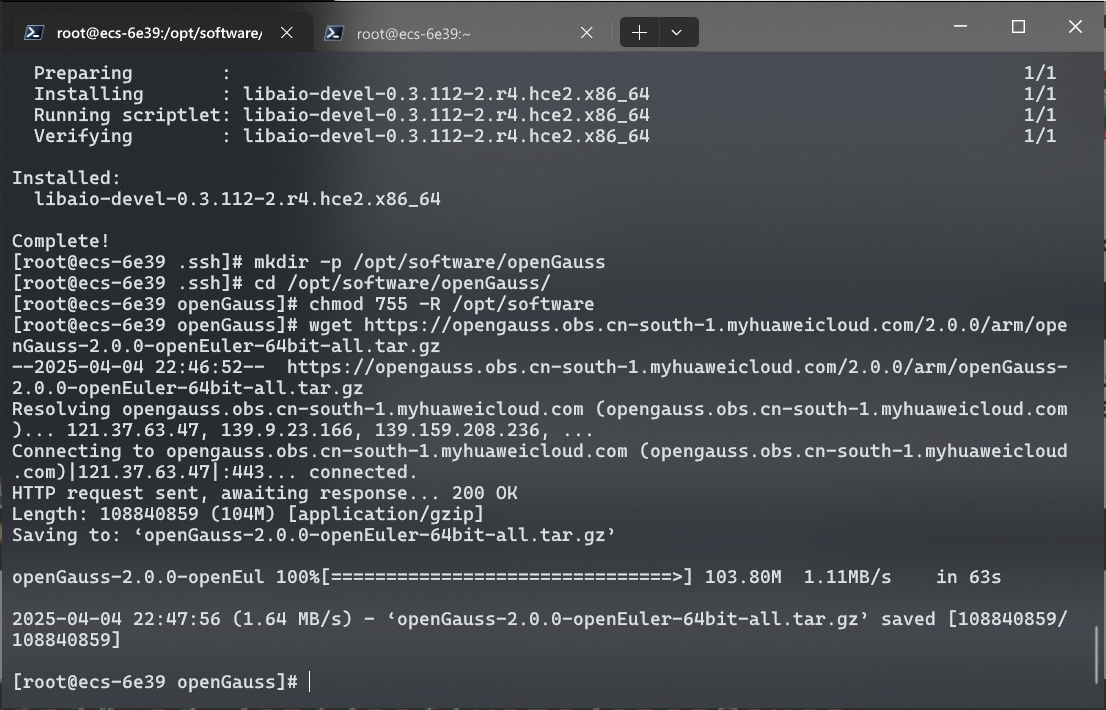 root@ecs-6e39:/opt/software/
root@ecs-6e39:~
Preparing        :                                                                         1/1
Installing       : libaio-devel-0.3.112-2.r4.hce2.x86_64                                   1/1
Running scriptlet: libaio-devel-0.3.112-2.r4.hce2.x86_64                                   1/1
Verifying        : libaio-devel-0.3.112-2.r4.hce2.x86_64                                   1/1
Installed:
libaio-devel-0.3.112-2.r4.hce2.x86_64
Complete!
[root@ecs-6e39 .ssh]# mkdir -p /opt/software/openGauss
[root@ecs-6e39 .ssh]# cd /opt/software/openGauss/
[root@ecs-6e39 openGauss]# chmod 755 -R /opt/software
[root@ecs-6e39 openGauss]# wget https://opengauss.obs.cn-south-1.myhuaweicloud.com/2.0.0/arm/ope
nGauss-2.0.0-openEuler-64bit-all.tar.gz
--2025-04-04 22:46:52--  https://opengauss.obs.cn-south-1.myhuaweicloud.com/2.0.0/arm/openGauss-
2.0.0-openEuler-64bit-all.tar.gz
Resolving opengauss.obs.cn-south-1.myhuaweicloud.com (opengauss.obs.cn-south-1.myhuaweicloud.com
)... 121.37.63.47, 139.9.23.166, 139.159.208.236, ...
Connecting to opengauss.obs.cn-south-1.myhuaweicloud.com (opengauss.obs.cn-south-1.myhuaweicloud
.com)|121.37.63.47|:443... connected.
HTTP request sent, awaiting response... 200 OK
Length: 108840859 (104M) [application/gzip]
Saving to: ‘openGauss-2.0.0-openEuler-64bit-all.tar.gz’
openGauss-2.0.0-openEul 100%[===============================>] 103.80M  1.11MB/s    in 63s
2025-04-04 22:47:56 (1.64 MB/s) - ‘openGauss-2.0.0-openEuler-64bit-all.tar.gz’ saved [108840859/
108840859]
[root@ecs-6e39 openGauss]#